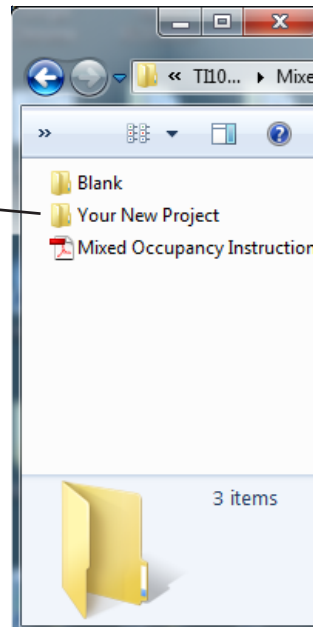 « TI10... ▸ Mixe
»
Blank
Your New Project
Mixed Occupancy Instruction
3 items